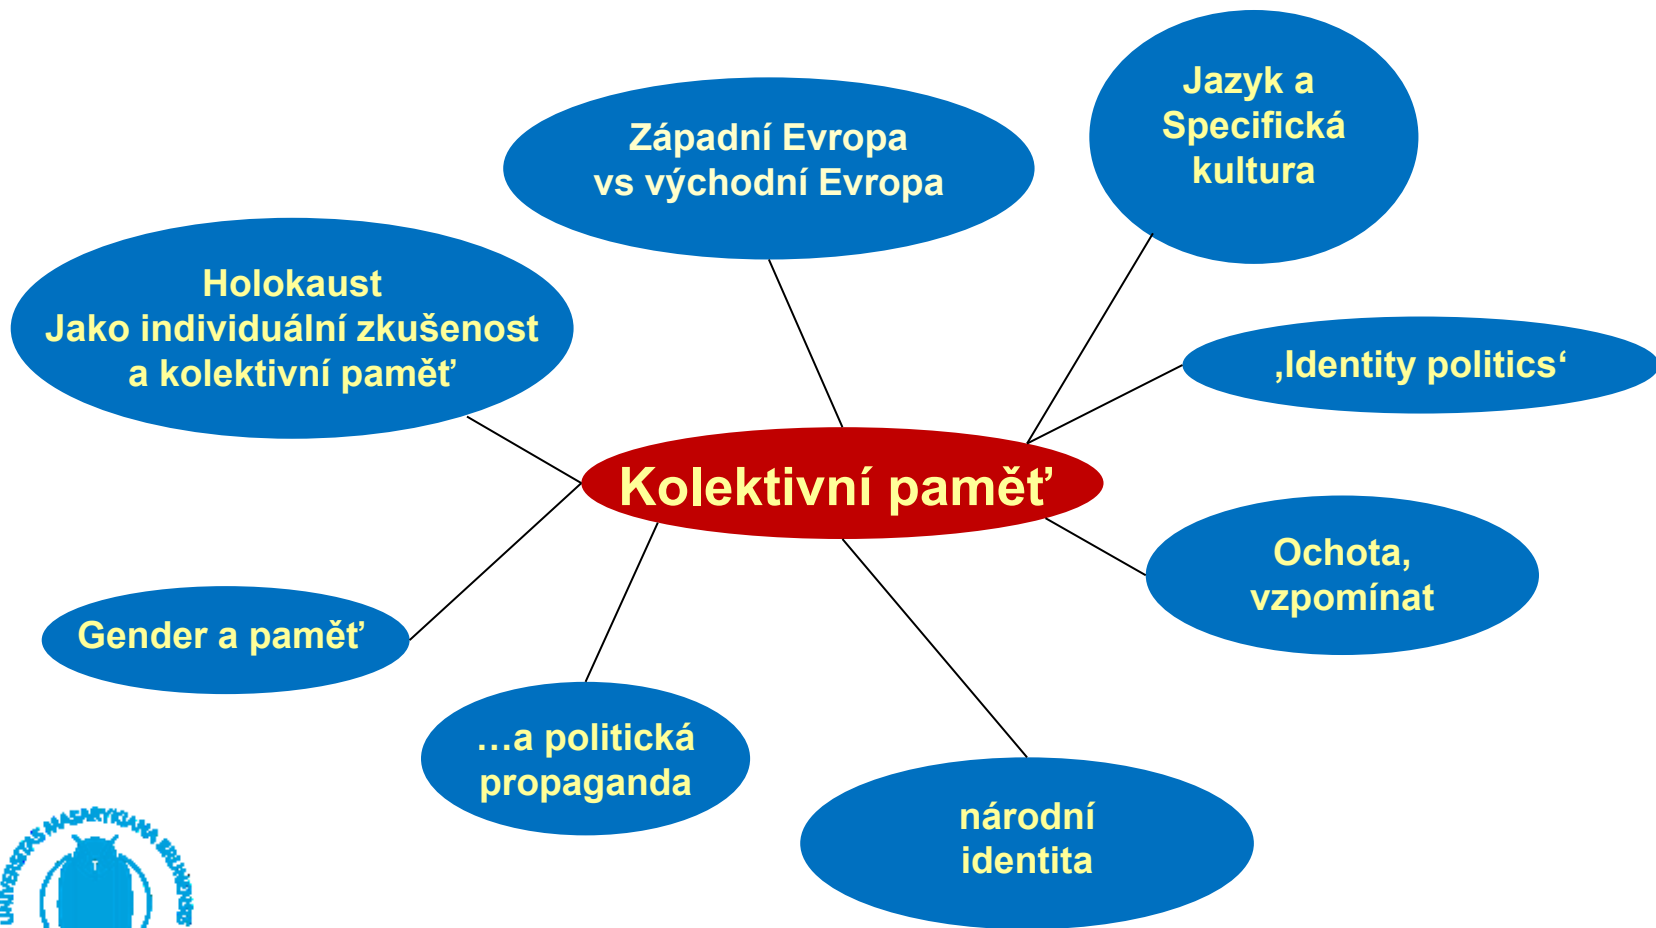 Jazyk a
Specifická
kultura
Západní Evropa
vs východní Evropa
Holokaust
Jako individuální zkušenost
a kolektivní paměť
‚Identity politics‘
Kolektivní paměť
Ochota,
vzpomínat
Gender a paměť
…a politická
propaganda
národní
identita
UNIVERSITAS MASARYKIANA BRUNENSIS